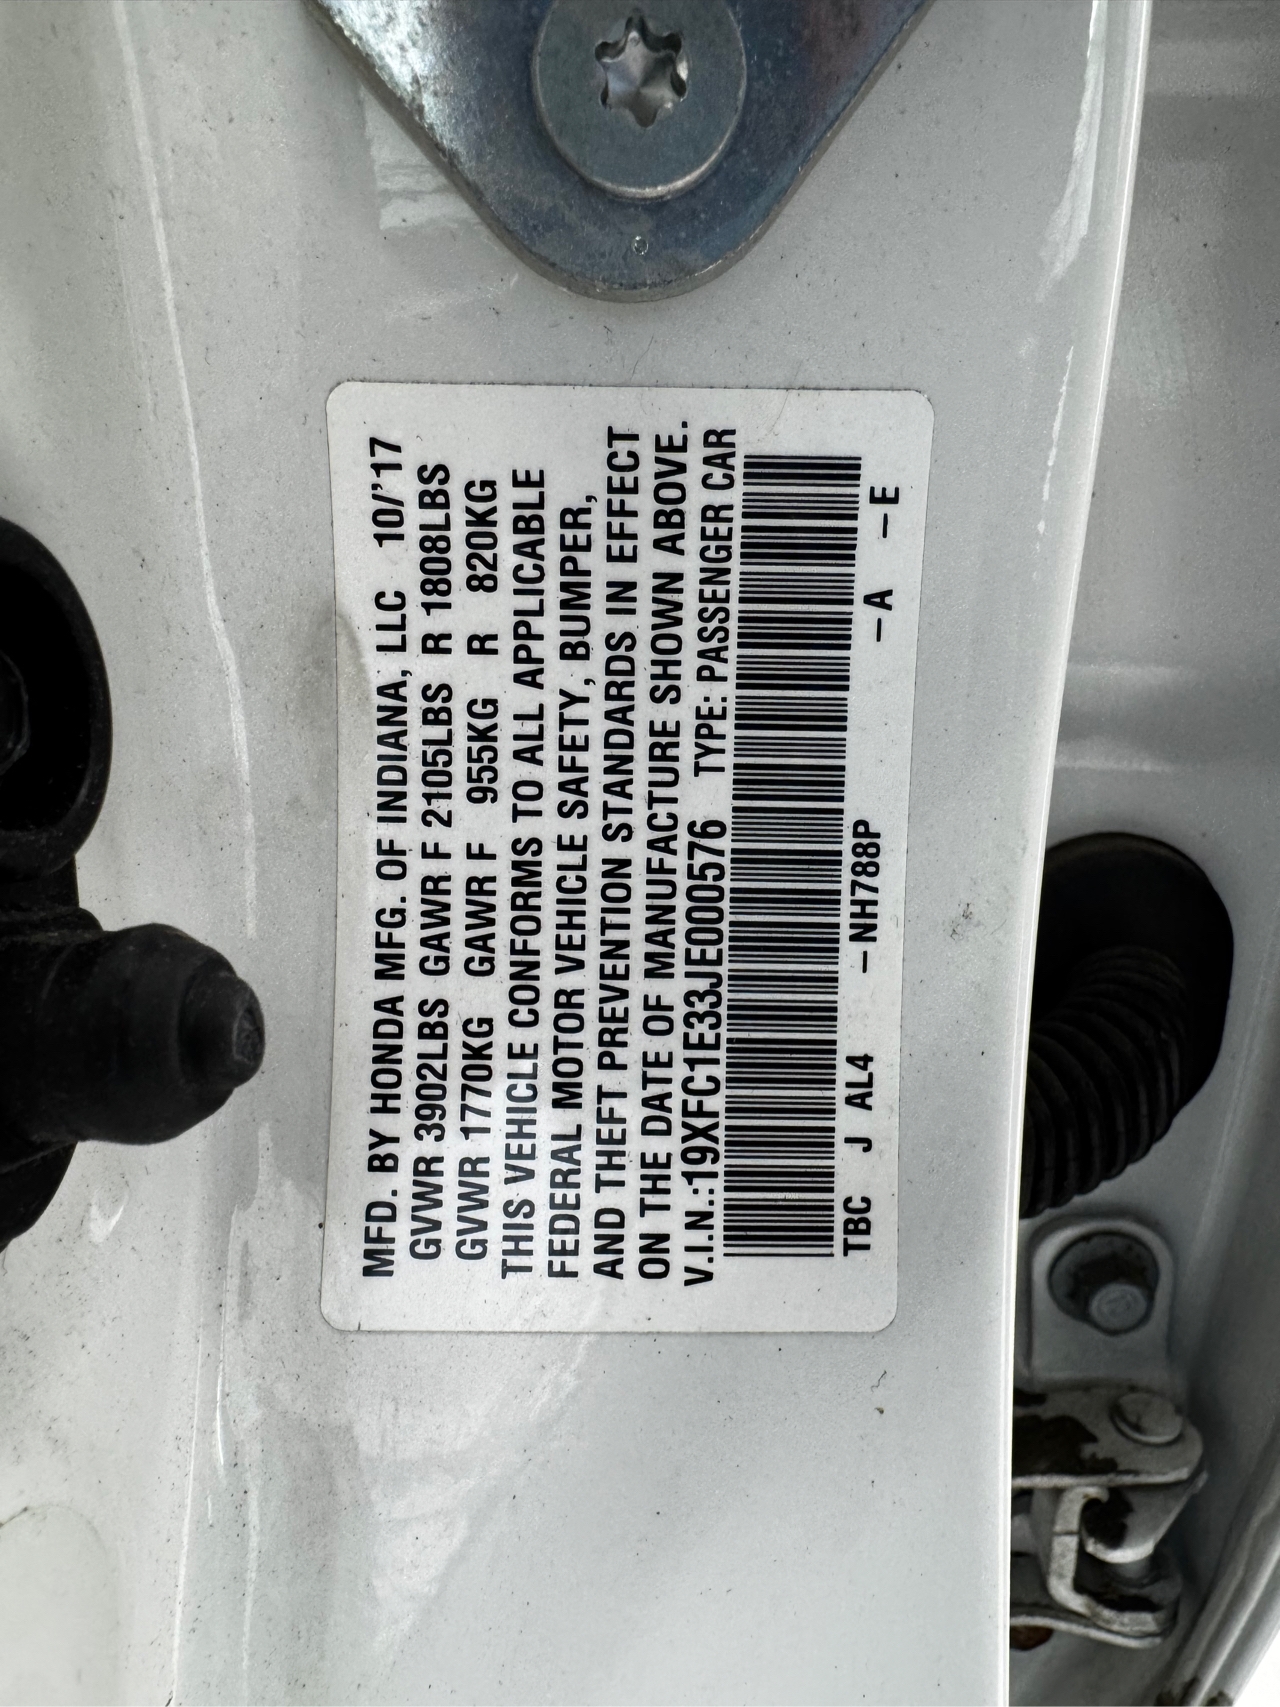 MFD. BY HONDA MFG. OF INDIANA, LLC 10/'17
GVWR 3902LBS GAWR F 2105LBS R 1808LBS
GVWR 1770KG GAWR F 955KG R 820KG
THIS VEHICLE CONFORMS TO ALL APPLICABLE
FEDERAL MOTOR VEHICLE SAFETY, BUMPER,
AND THEFT PREVENTION STANDARDS IN EFFECT
ON THE DATE OF MANUFACTURE SHOWN ABOVE.
V.I.N.:19XFC1E33JE000576 TYPE: PASSENGER CAR
TBC J AL4 -NH788P -A -E